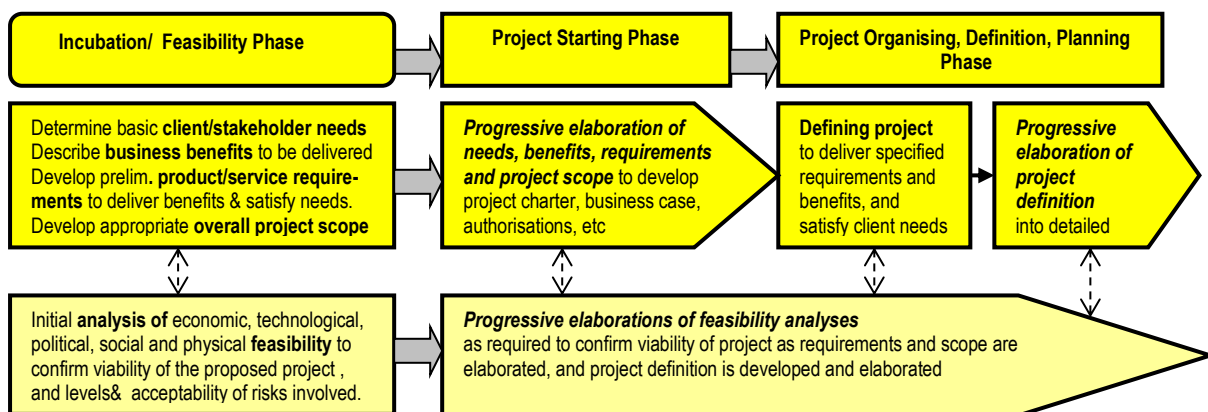 Incubation/ Feasibility Phase
Project Starting Phase
Project Organising, Definition, Planning
Phase
Determine basic client/stakeholder needs
Describe business benefits to be delivered
Develop prelim. product/service require-
ments to deliver benefits & satisfy needs.
Develop appropriate overall project scope
Progressive elaboration of
needs, benefits, requirements
and project scope to develop
project charter, business case,
authorisations, etc
Defining project
to deliver specified
requirements and
benefits, and
satisfy client needs
Progressive
elaboration of
project
definition
into detailed
Initial analysis of economic, technological,
political, social and physical feasibility to
confirm viability of the proposed project ,
and levels& acceptability of risks involved.
Progressive elaborations of feasibility analyses
as required to confirm viability of project as requirements and scope are
elaborated, and project definition is developed and elaborated